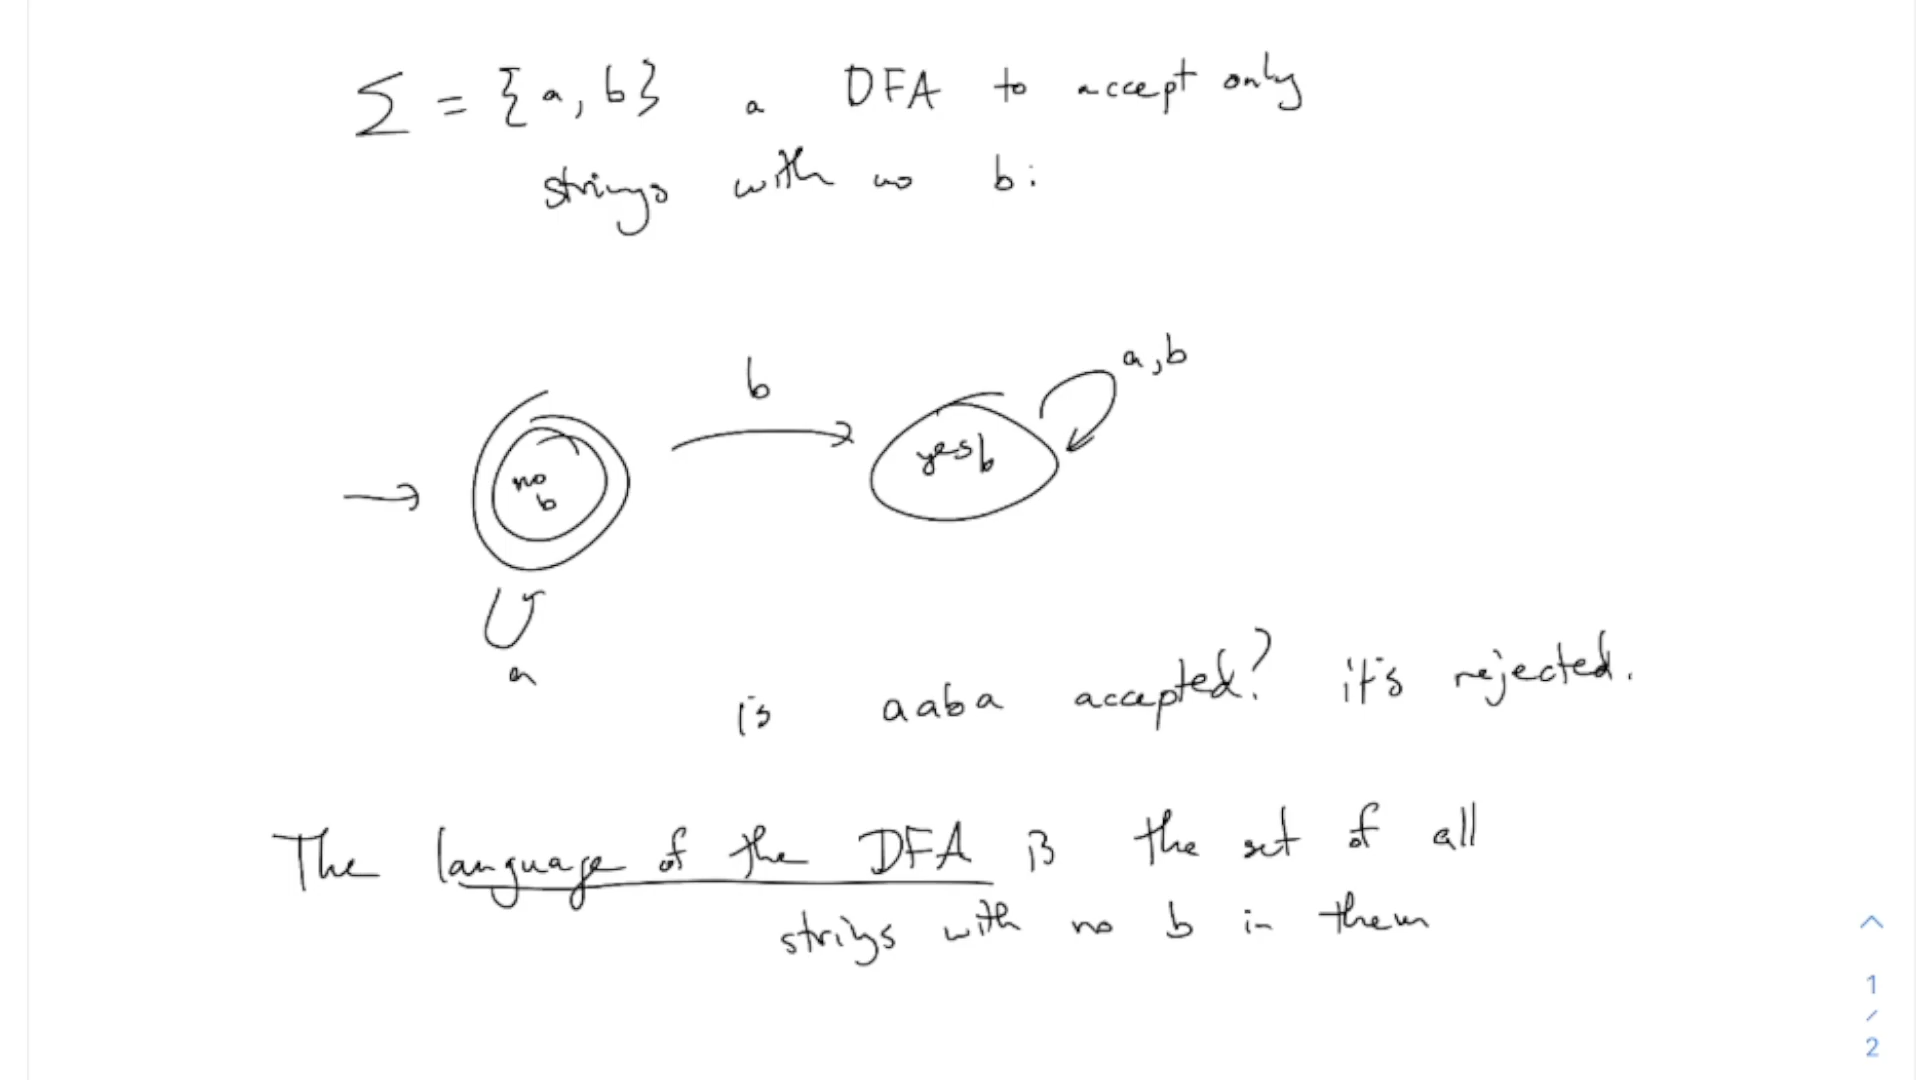 Σ = {a, b} a DFA to accept only
strings with no b:
b
a, b
no
b
yes b
a
is aaba accepted? it's rejected.
The language of the DFA is the set of all
strings with no b in them
1
/
2